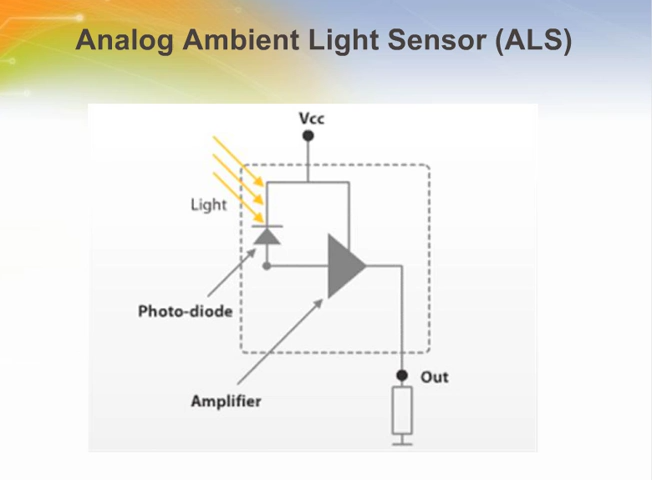 Analog Ambient Light Sensor (ALS)
Vcc
Light
Photo-diode
Out
Amplifier